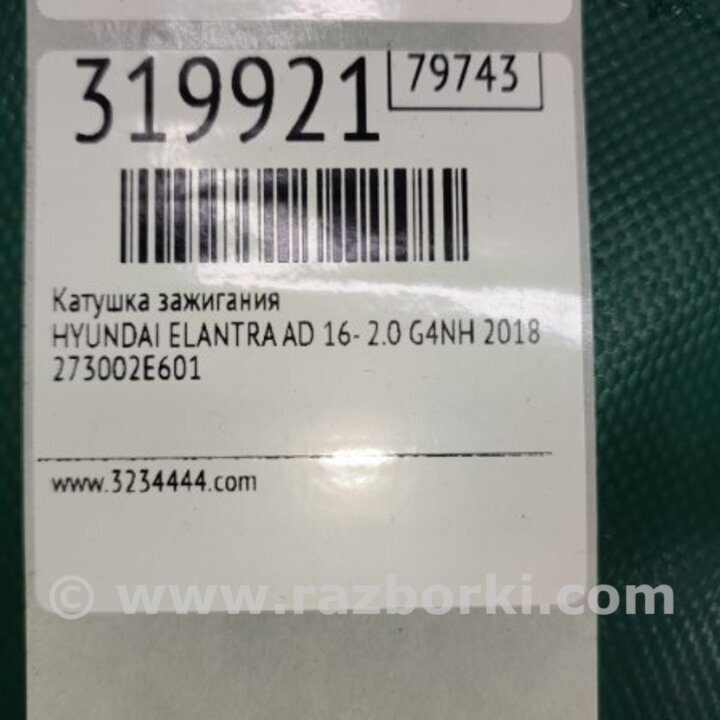 319921
79743
Катушка зажигания
HYUNDAI ELANTRA AD 16- 2.0 G4NH 2018
273002E601
www.3234444.com
© www.razborki.com